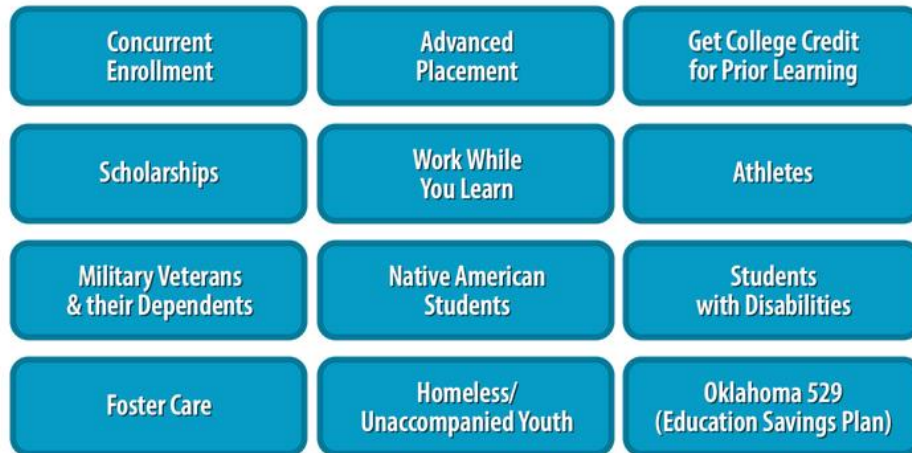 Concurrent
Enrollment
Advanced
Placement
Get College Credit
for Prior Learning
Scholarships
Work While
You Learn
Athletes
Military Veterans
& their Dependents
Native American
Students
Students
with Disabilities
Foster Care
Homeless/
Unaccompanied Youth
Oklahoma 529
(Education Savings Plan)